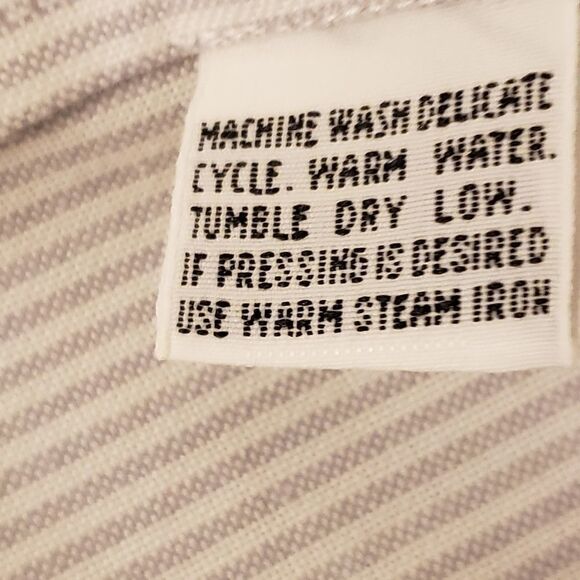 MACHINE WASH DELICATE
CYCLE. WARM WATER.
TUMBLE DRY LOW.
IF PRESSING IS DESIRED
USE WARM STEAM IRON